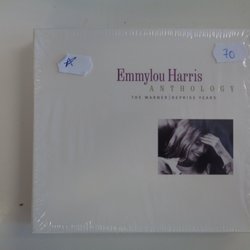 70
Emmylou Harris
ANTHOLOGY
THE WARNER/REPRISE YEARS